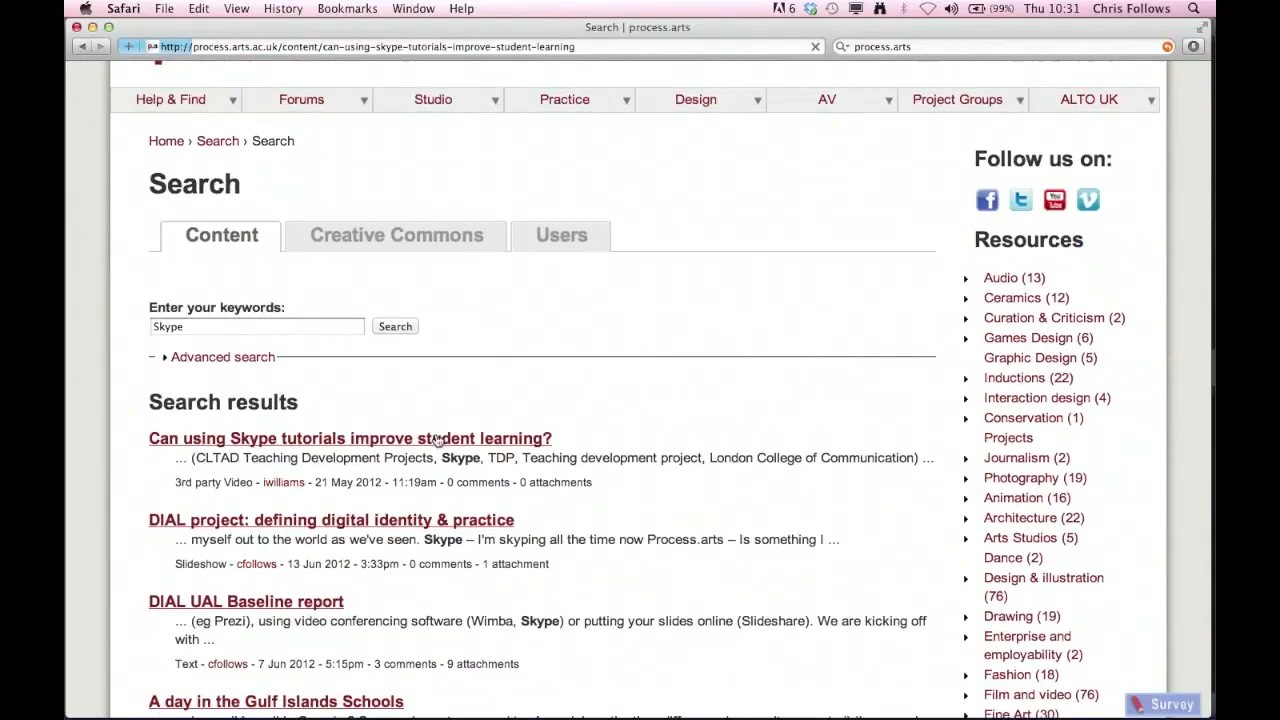 Safari File Edit View History Bookmarks Window Help 6 (99%) Thu 10:31 Chris Follows
Search | process.arts
http://process.arts.ac.uk/content/can-using-skype-tutorials-improve-student-learning process.arts
Help & Find Forums Studio Practice Design AV Project Groups ALTO UK
Home › Search › Search
Search
Content Creative Commons Users
Enter your keywords:
Skype Search
Advanced search
Search results
Can using Skype tutorials improve student learning?
... (CLTAD Teaching Development Projects, Skype, TDP, Teaching development project, London College of Communication) ...
3rd party Video - iwilliams - 21 May 2012 - 11:19am - 0 comments - 0 attachments
DIAL project: defining digital identity & practice
... myself out to the world as we've seen. Skype – I'm skyping all the time now Process.arts – Is something I ...
Slideshow - cfollows - 13 Jun 2012 - 3:33pm - 0 comments - 1 attachment
DIAL UAL Baseline report
... (eg Prezi), using video conferencing software (Wimba, Skype) or putting your slides online (Slideshare). We are kicking off
with ...
Text - cfollows - 7 Jun 2012 - 5:15pm - 3 comments - 9 attachments
A day in the Gulf Islands Schools
Follow us on:
f t You Tube v
Resources
Audio (13)
Ceramics (12)
Curation & Criticism (2)
Games Design (6)
Graphic Design (5)
Inductions (22)
Interaction design (4)
Conservation (1)
Projects
Journalism (2)
Photography (19)
Animation (16)
Architecture (22)
Arts Studios (5)
Dance (2)
Design & illustration
(76)
Drawing (19)
Enterprise and
employability (2)
Fashion (18)
Film and video (76)
Fine Art (30)
Survey